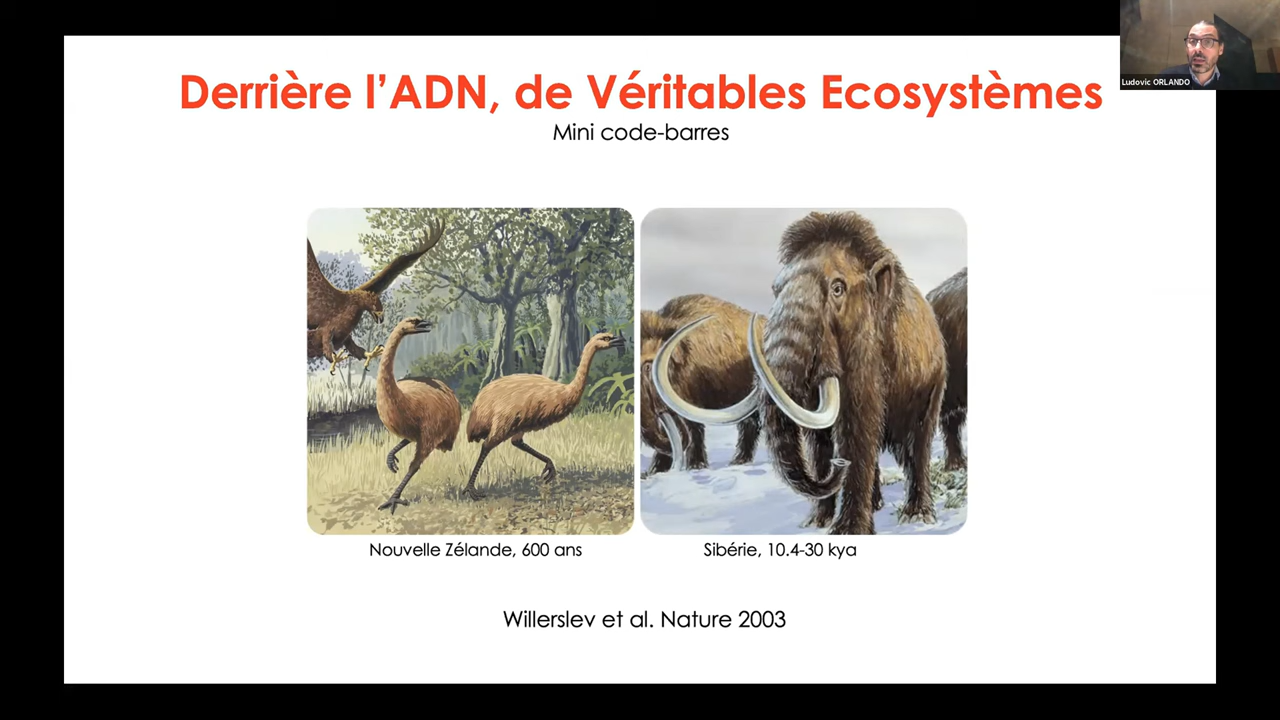 Derrière l'ADN, de Véritables Ecosystèmes
Mini code-barres
Ludovic ORLANDO
Nouvelle Zélande, 600 ans
Sibérie, 10.4-30 kya
Willerslev et al. Nature 2003